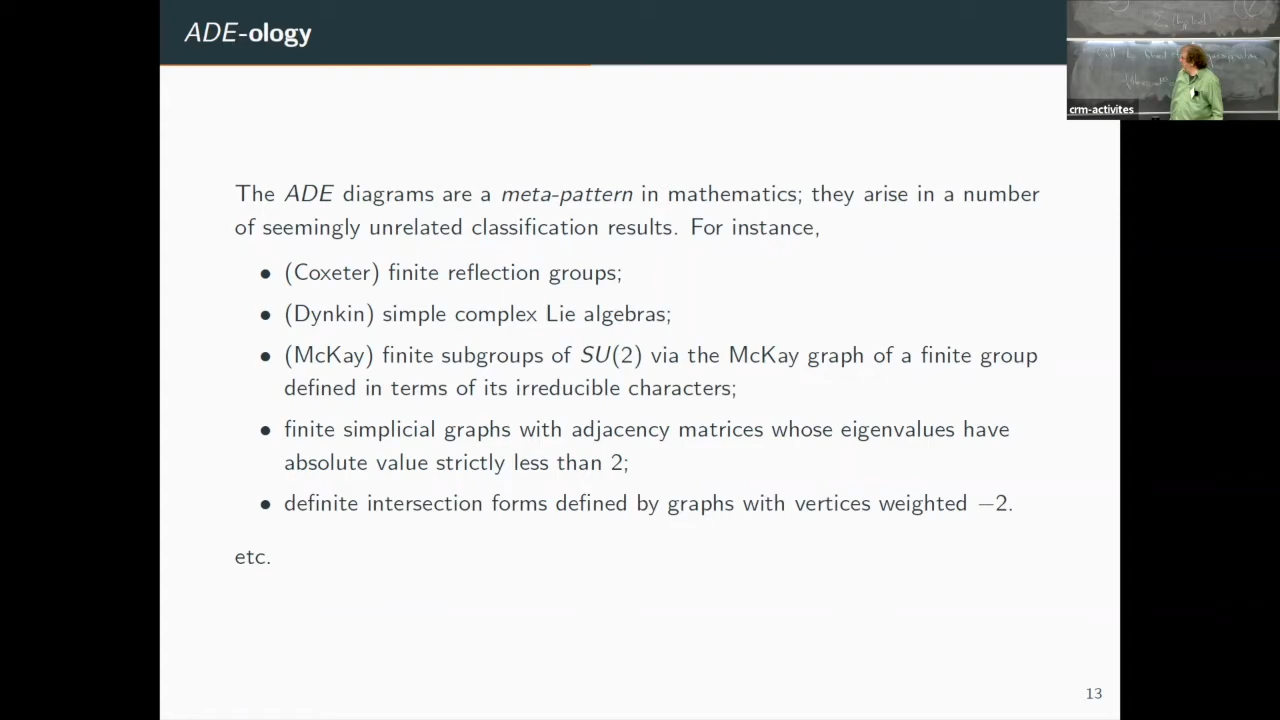 ADE-ology
crm-activites
The ADE diagrams are a meta-pattern in mathematics; they arise in a number
of seemingly unrelated classification results. For instance,
• (Coxeter) finite reflection groups;
• (Dynkin) simple complex Lie algebras;
• (McKay) finite subgroups of SU(2) via the McKay graph of a finite group
defined in terms of its irreducible characters;
• finite simplicial graphs with adjacency matrices whose eigenvalues have
absolute value strictly less than 2;
• definite intersection forms defined by graphs with vertices weighted −2.
etc.
13